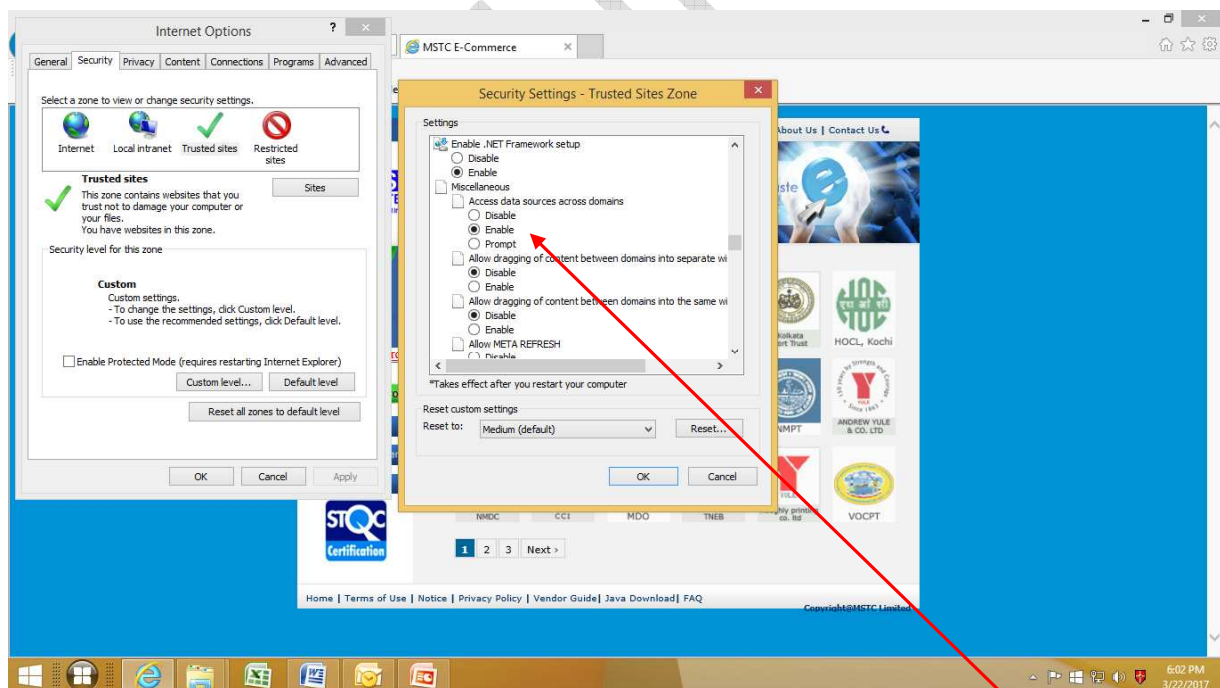 Internet Options
?
MSTC E-Commerce
General Security Privacy Content Connections Programs Advanced
Select a zone to view or change security settings.
Internet Local intranet Trusted sites Restricted sites
Trusted sites
This zone contains websites that you
trust not to damage your computer or
your files.
You have websites in this zone.
Sites
Security level for this zone
Custom
Custom settings.
- To change the settings, click Custom level.
- To use the recommended settings, click Default level.
Enable Protected Mode (requires restarting Internet Explorer)
Custom level... Default level
Reset all zones to default level
OK Cancel Apply
Security Settings - Trusted Sites Zone
Settings
Enable .NET Framework setup
Disable
Enable
Miscellaneous
Access data sources across domains
Disable
Enable
Prompt
Allow dragging of content between domains into separate wi
Disable
Enable
Allow dragging of content between domains into the same wi
Disable
Enable
Allow META REFRESH
Disable
*Takes effect after you restart your computer
Reset custom settings
Reset to: Medium (default) Reset...
OK Cancel
About Us | Contact Us
HOCL, Kochi
NMPT
ANDREW YULE
& CO. LTD
STQC
Certification
NMDC CCI MDO TNEB
co. ltd
VOCPT
1 2 3 Next ›
Home | Terms of Use | Notice | Privacy Policy | Vendor Guide| Java Download| FAQ
Copyright@MSTC Limited
6:02 PM
3/22/2017